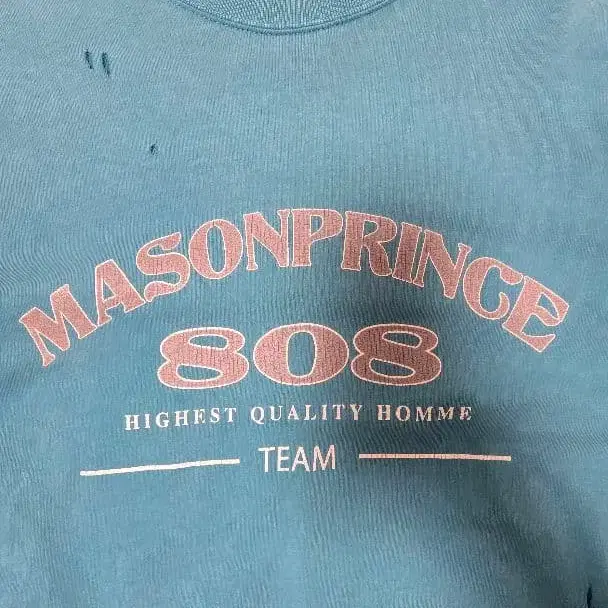 MASONPRINCE
808
HIGHEST QUALITY HOMME
TEAM